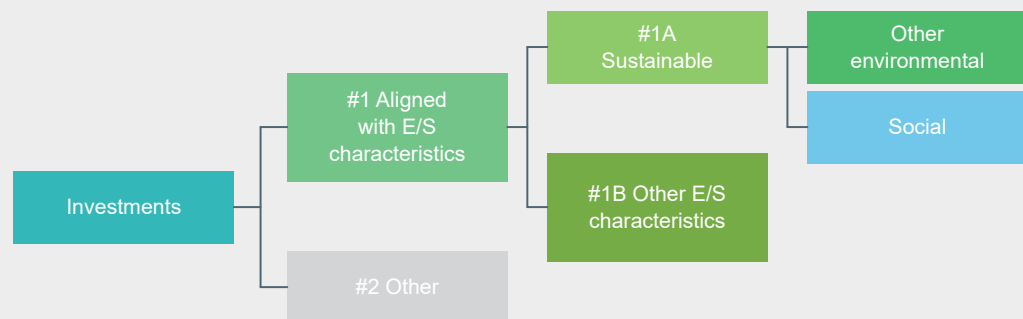 #1A
Sustainable
Other
environmental
#1 Aligned
with E/S
characteristics
Social
#1B Other E/S
characteristics
Investments
#2 Other